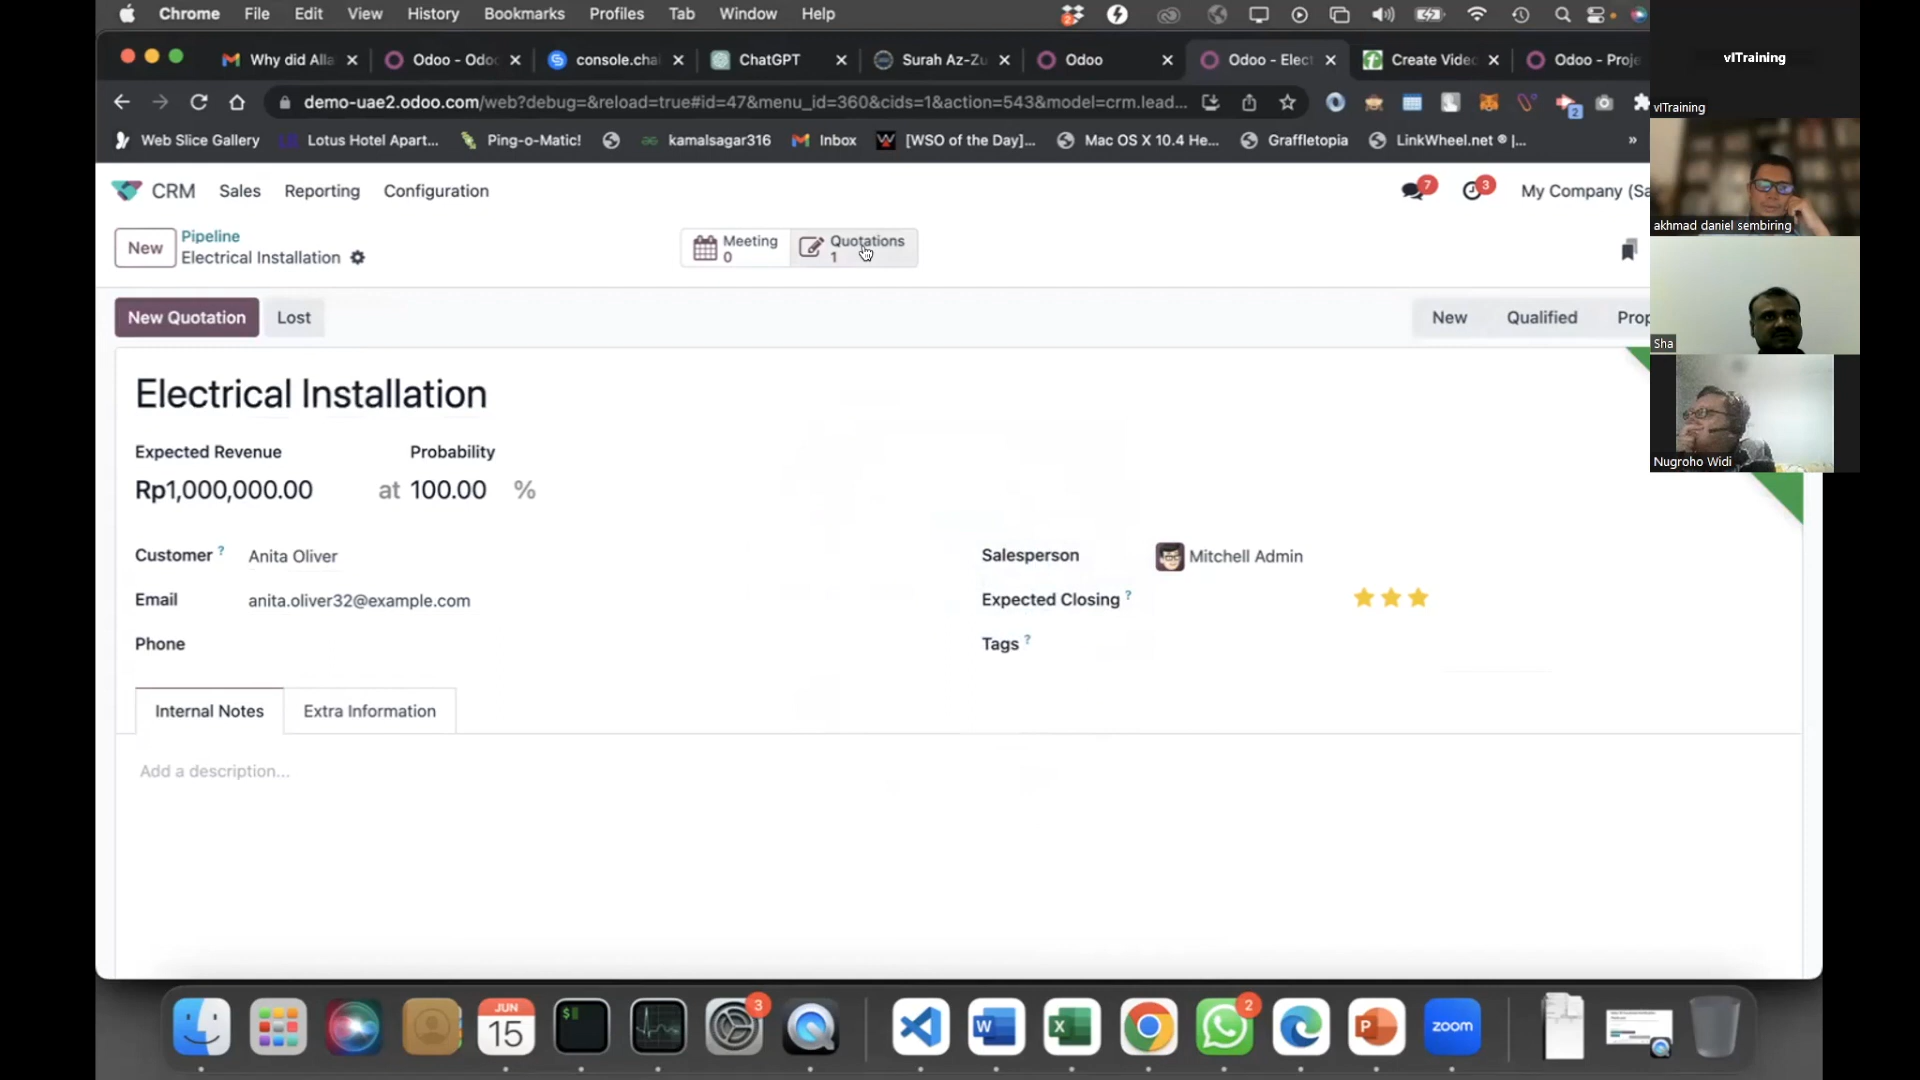 Chrome File Edit View History Bookmarks Profiles Tab Window Help
Why did Alla
Odoo - Odoo
console.chai
ChatGPT
Surah Az-Zu
Odoo
Odoo - Elect
Create Video
Odoo - Proje
demo-uae2.odoo.com/web?debug=&reload=true#id=47&menu_id=360&cids=1&action=543&model=crm.lead...
2
Web Slice Gallery
Lotus Hotel Apart...
Ping-o-Matic!
kamalsagar316
Inbox
[WSO of the Day]...
Mac OS X 10.4 He...
Graffletopia
LinkWheel.net ® |...
»
CRM Sales Reporting Configuration
7
3
My Company (Sa
New
Pipeline
Electrical Installation
Meeting
0
Quotations
1
New Quotation
Lost
New
Qualified
Prop
Electrical Installation
Expected Revenue
Probability
Rp1,000,000.00 at 100.00 %
Customer ?
Anita Oliver
Email
anita.oliver32@example.com
Phone
Salesperson
Mitchell Admin
Expected Closing ?
Tags ?
Internal Notes
Extra Information
Add a description...
vITraining
vITraining
akhmad daniel sembiring
Sha
Nugroho Widi
JUN
15
$
3
W
X
2
P
zoom